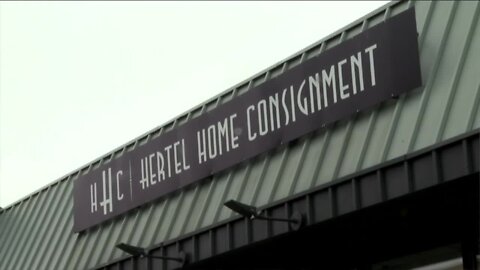 HHC | HERTEL HOME CONSIGNMENT